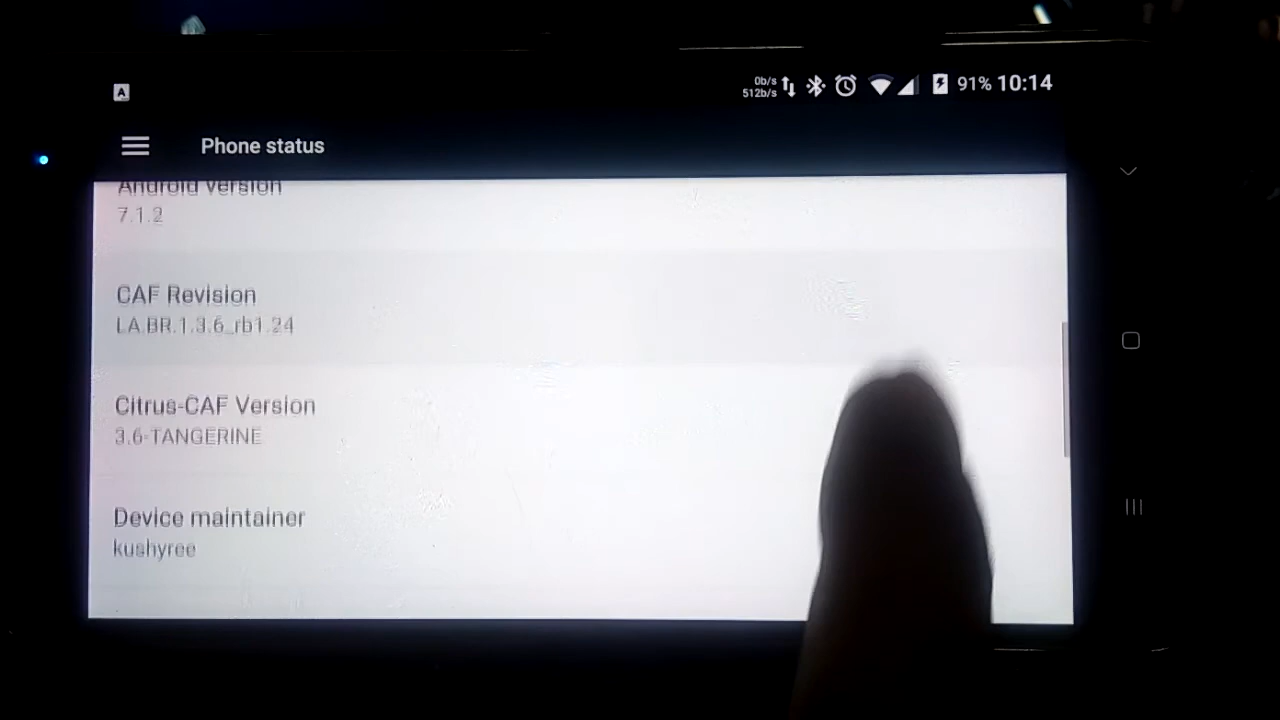 A
0b/s
512b/s
91% 10:14
Phone status
Android version
7.1.2
CAF Revision
LA.BR.1.3.6_rb1.24
Citrus-CAF Version
3.6-TANGERINE
Device maintainer
kushyree